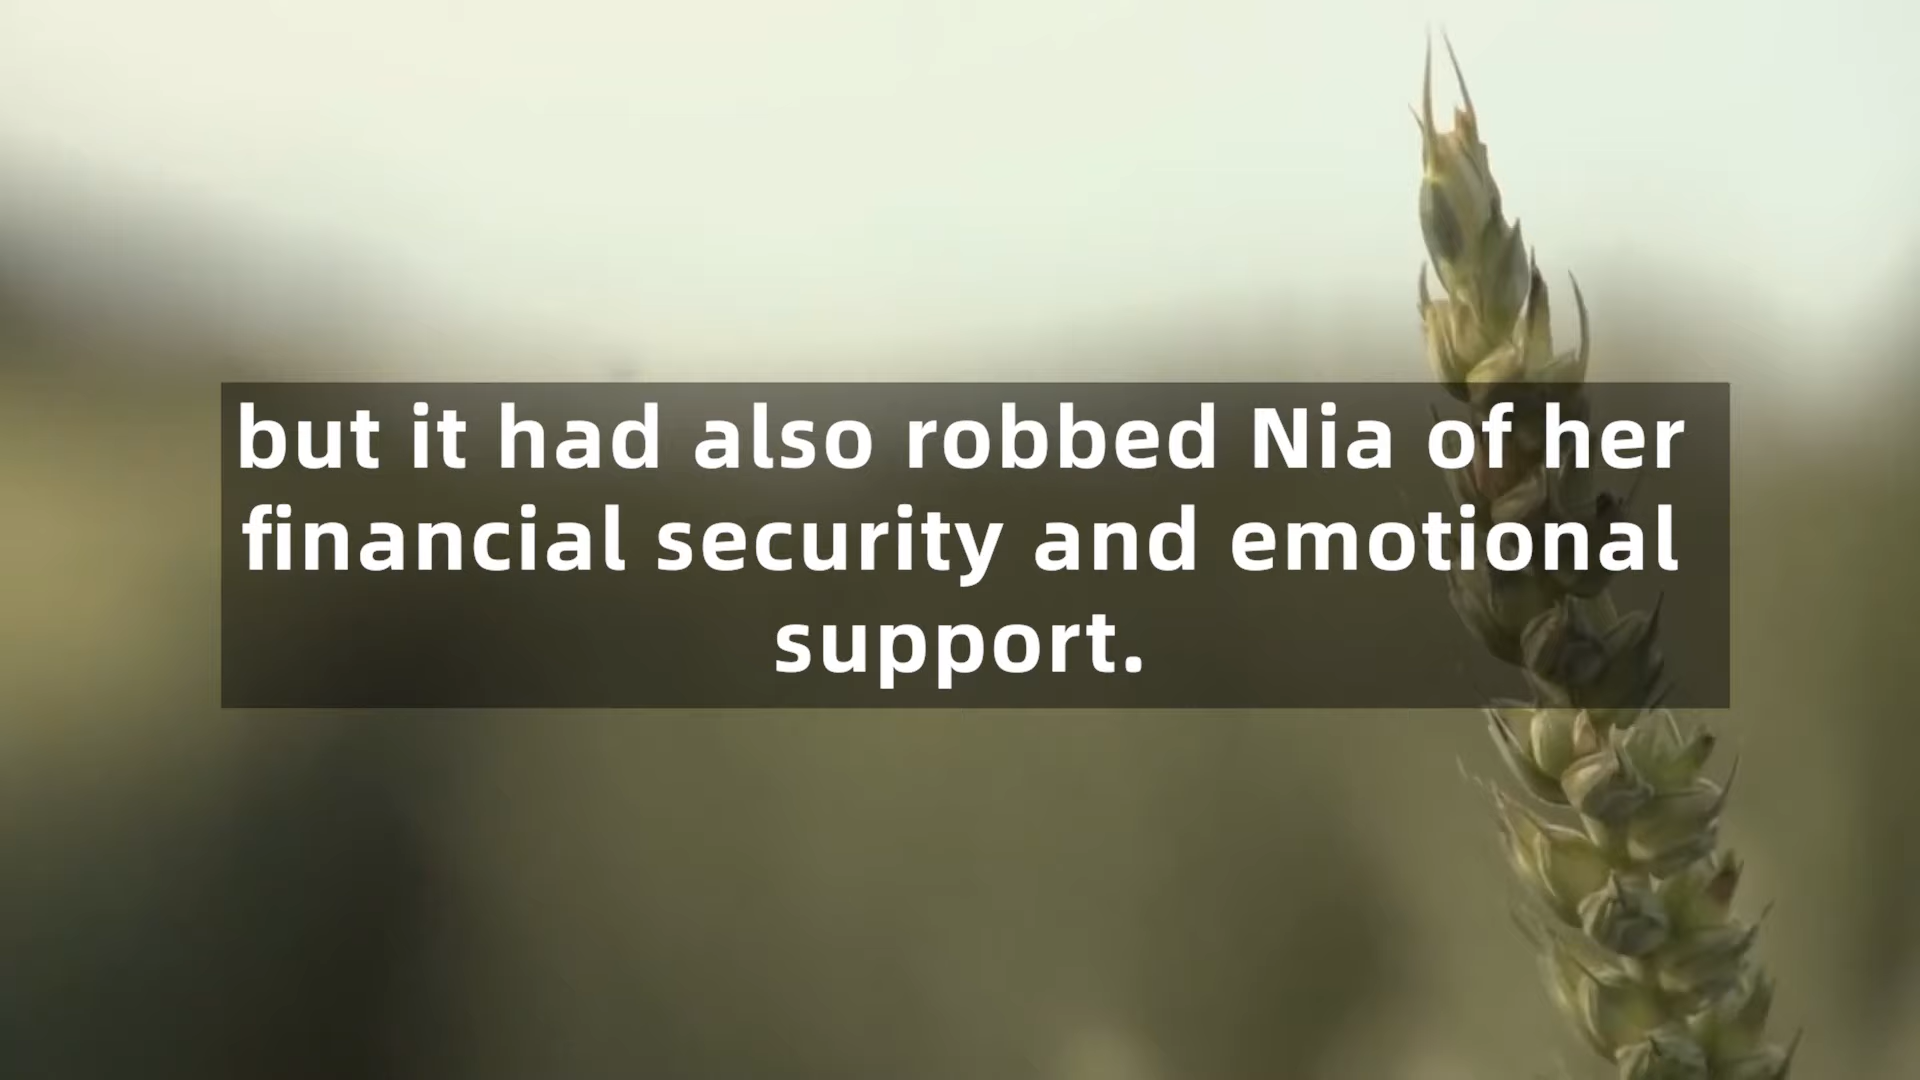 but it had also robbed Nia of her
financial security and emotional
support.